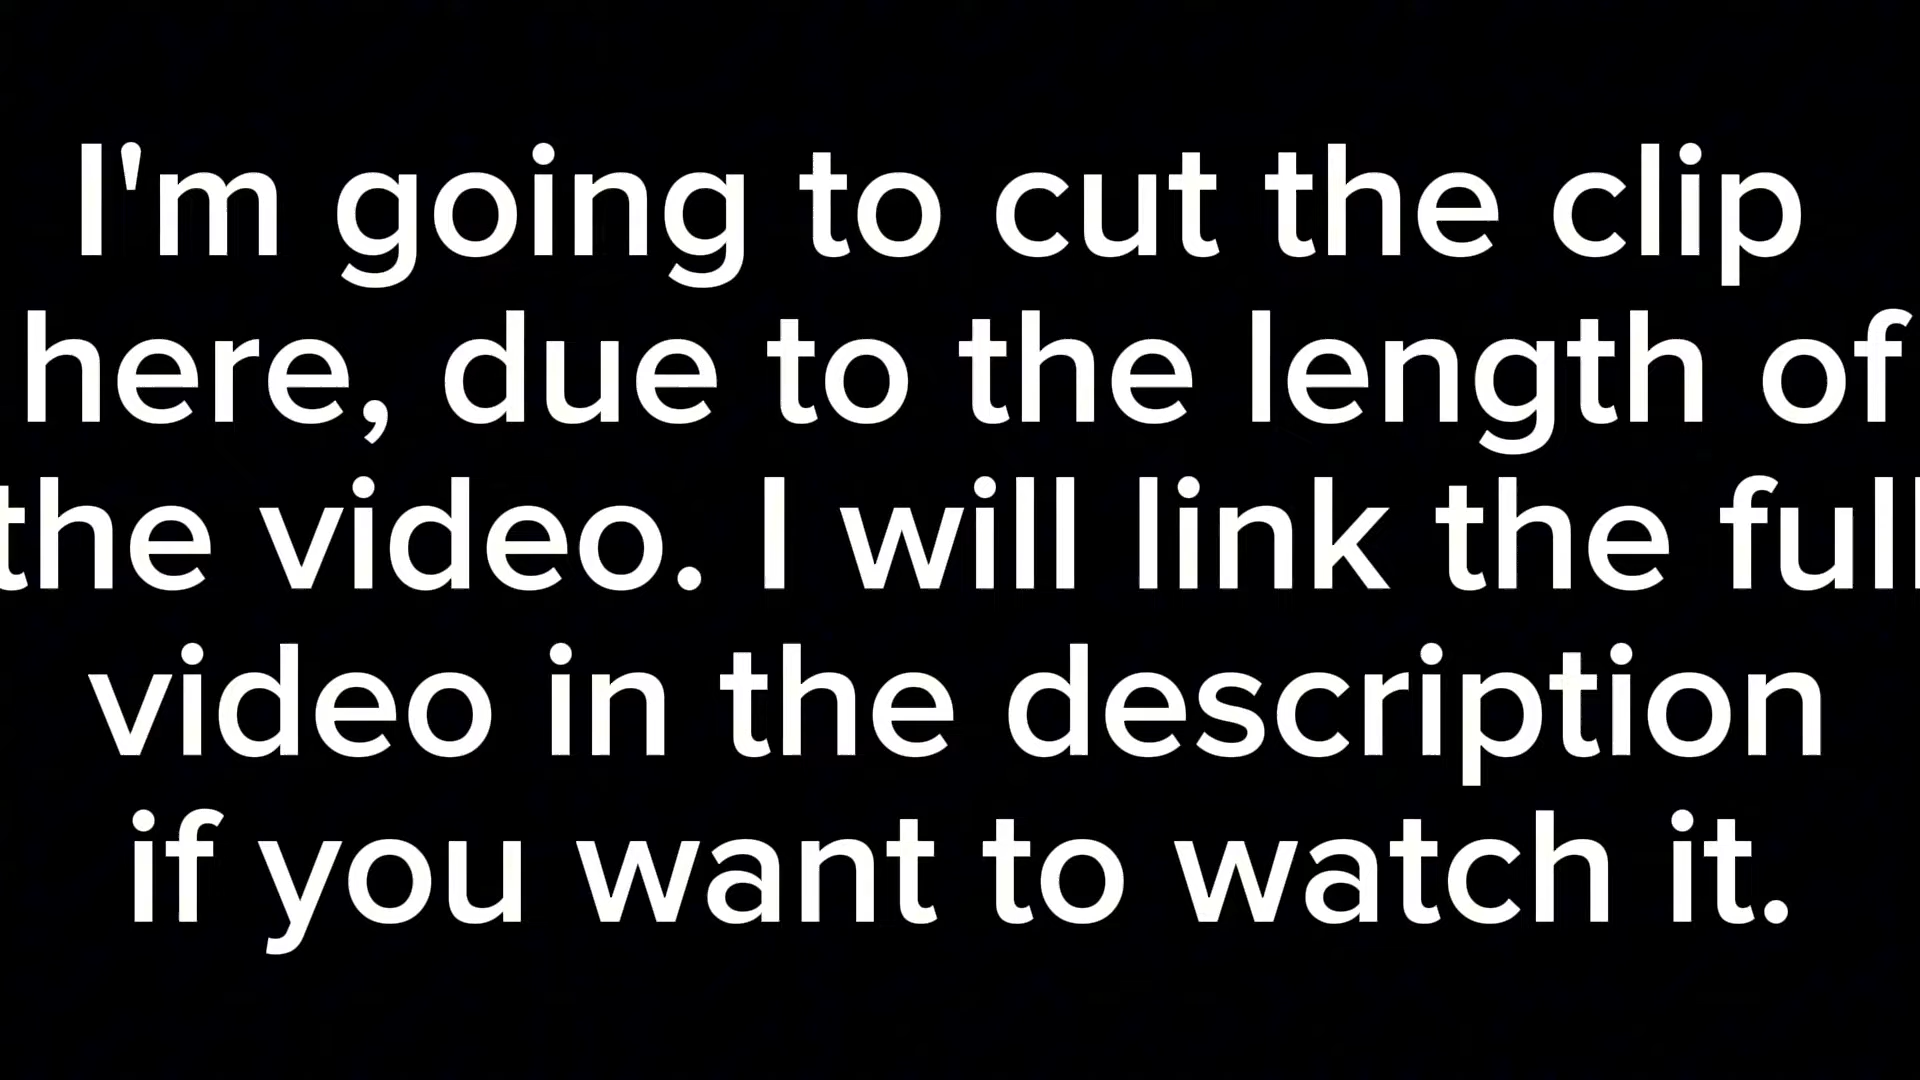 I'm going to cut the clip
here, due to the length of
the video. I will link the full
video in the description
if you want to watch it.